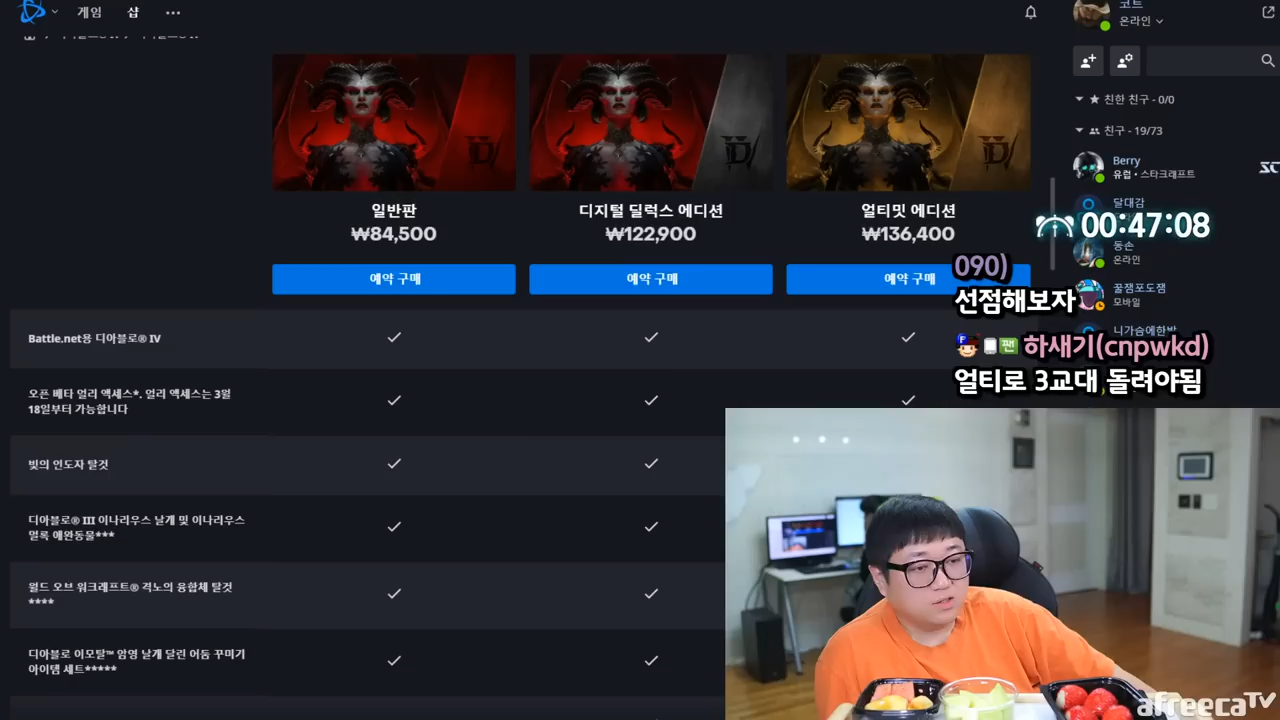 게임
샵
코트
온라인
친한 친구 - 0/0
친구 - 19/73
Berry
유럽 • 스타크래프트
달대감
00:47:08
동손
온라인
꿀잼포도잼
모바일
니가슴에한방
일반판
₩84,500
예약 구매
디지털 딜럭스 에디션
₩122,900
예약 구매
얼티밋 에디션
₩136,400
예약 구매
090)
선점해보자
하새기(cnpwkd)
얼티로 3교대 돌려야됨
Battle.net용 디아블로® IV
오픈 베타 얼리 액세스*. 얼리 액세스는 3월
18일부터 가능합니다
빛의 인도자 탈것
디아블로® III 이나리우스 날개 및 이나리우스
멀록 애완동물***
월드 오브 워크래프트® 격노의 융합체 탈것
****
디아블로 이모탈™ 암영 날개 달린 어둠 꾸미기
아이템 세트*****
afreecaTV